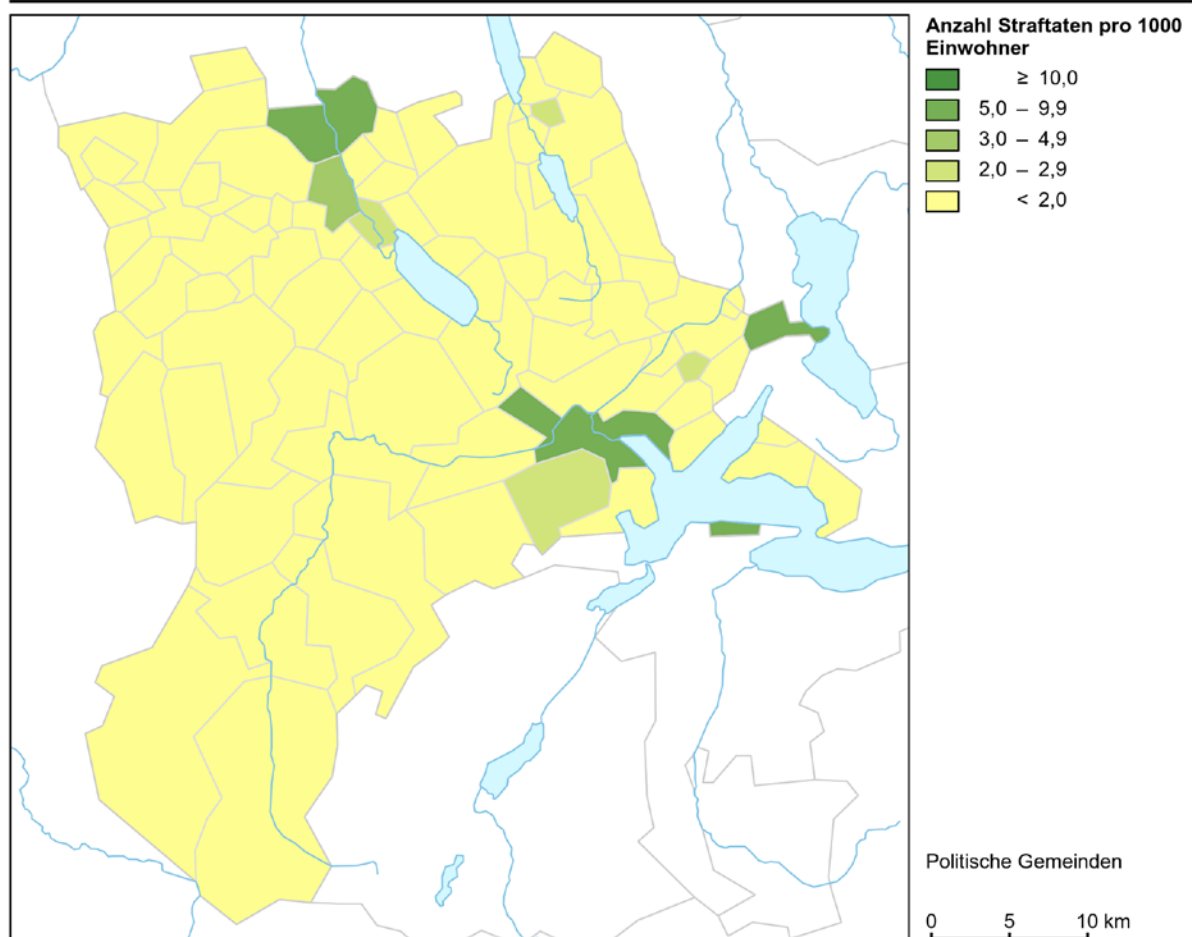 Anzahl Straftaten pro 1000
Einwohner
≥ 10,0
5,0 – 9,9
3,0 – 4,9
2,0 – 2,9
< 2,0
Politische Gemeinden
0 5 10 km